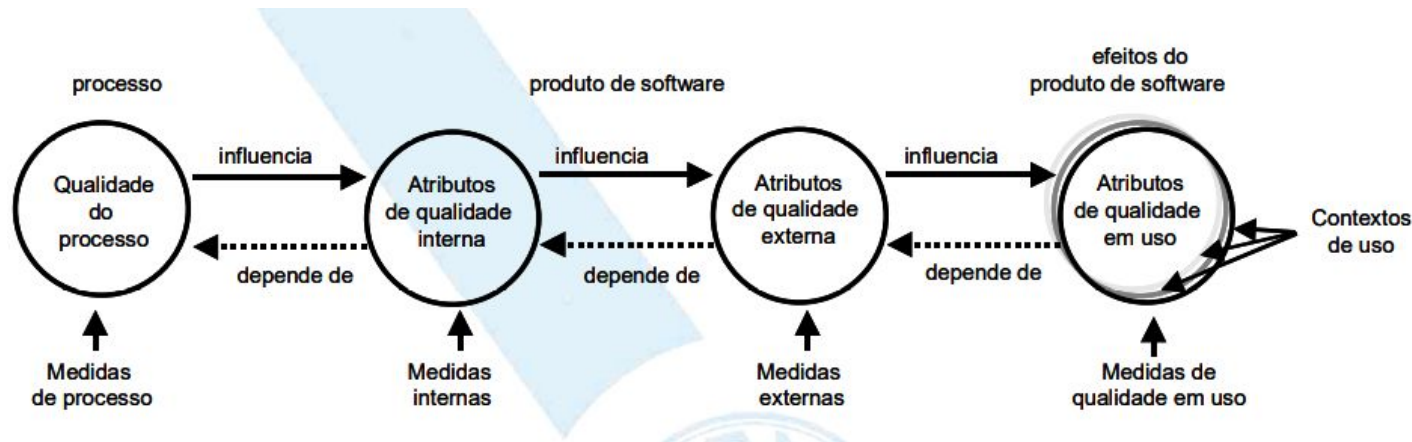 processo
produto de software
efeitos do
produto de software
Qualidade
do
processo
influencia
depende de
Atributos
de qualidade
interna
influencia
depende de
Atributos
de qualidade
externa
influencia
depende de
Atributos
de qualidade
em uso
Contextos
de uso
Medidas
de processo
Medidas
internas
Medidas
externas
Medidas de
qualidade em uso